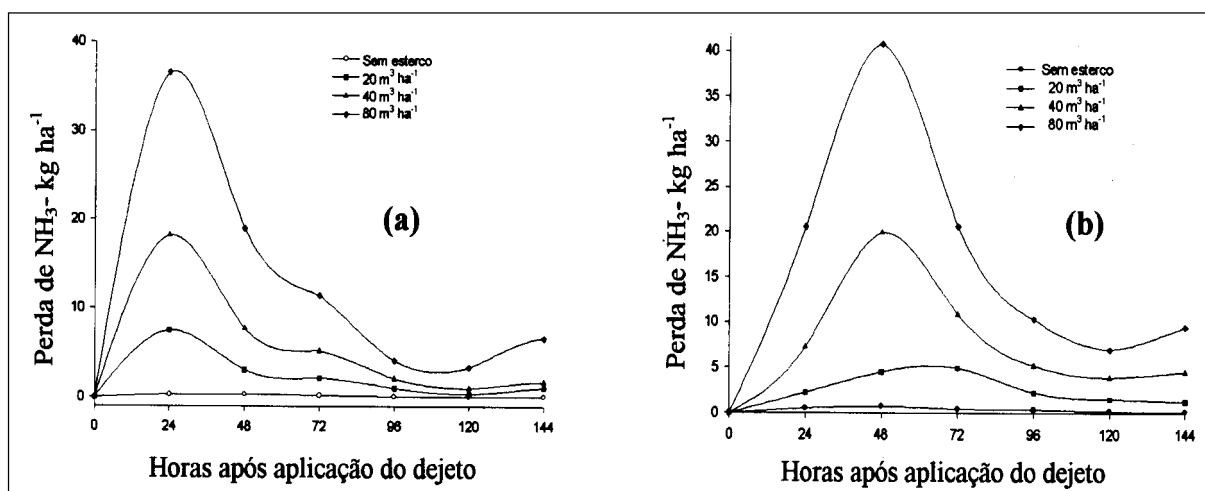 40
30
20
10
0
0 24 48 72 96 120 144
Perda de NH₃- kg ha⁻¹
Horas após aplicação do dejeto
Sem esterco
20 m³ ha⁻¹
40 m³ ha⁻¹
80 m³ ha⁻¹
(a)
40
35
30
25
20
15
10
5
0
0 24 48 72 96 120 144
Perda de NH₃- kg ha⁻¹
Horas após aplicação do dejeto
Sem esterco
20 m³ ha⁻¹
40 m³ ha⁻¹
80 m³ ha⁻¹
(b)